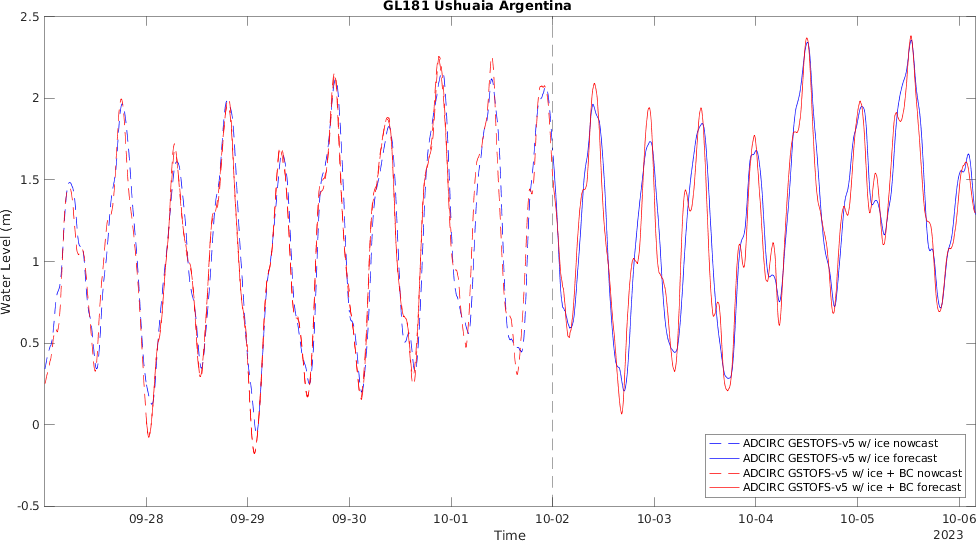 GL181 Ushuaia Argentina
2.5
2
1.5
1
0.5
0
-0.5
Water Level (m)
09-28 09-29 09-30 10-01 10-02 10-03 10-04 10-05 10-06
Time
2023
ADCIRC GESTOFS-v5 w/ ice nowcast
ADCIRC GESTOFS-v5 w/ ice forecast
ADCIRC GSTOFS-v5 w/ ice + BC nowcast
ADCIRC GSTOFS-v5 w/ ice + BC forecast